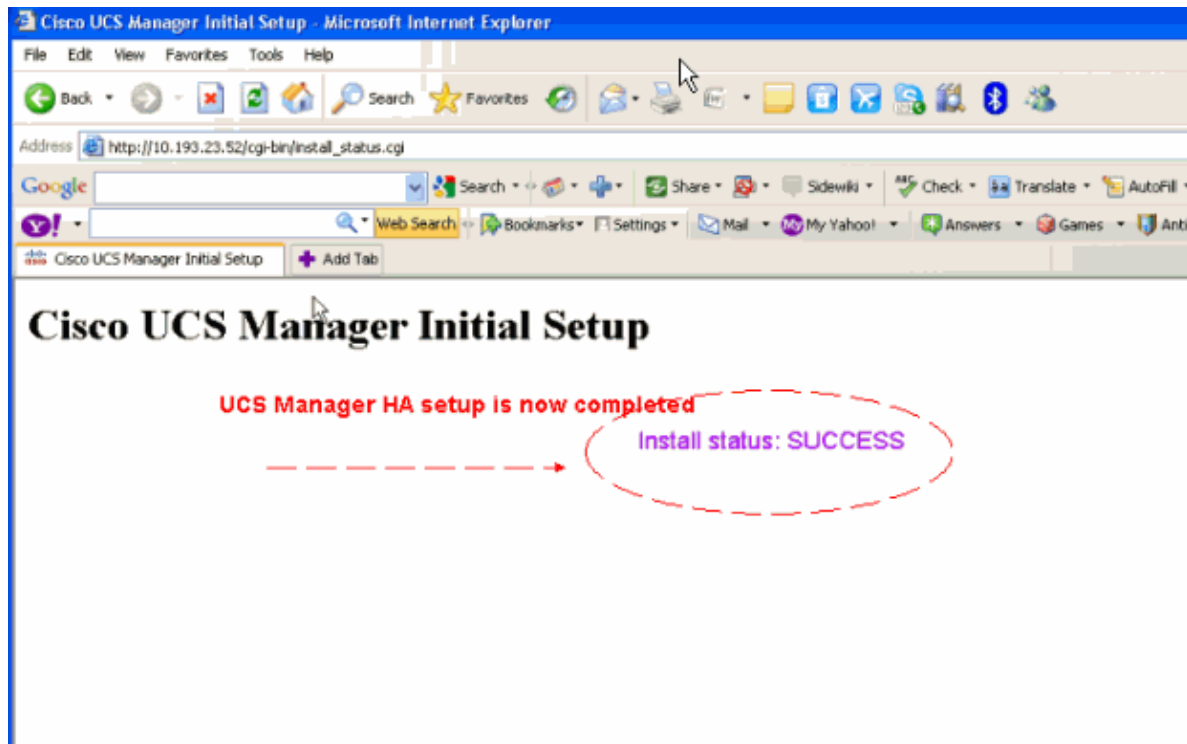 Cisco UCS Manager Initial Setup - Microsoft Internet Explorer
File Edit View Favorites Tools Help
Back Search Favorites
Address http://10.193.23.52/cgi-bin/install_status.cgi
Google Search Share Sidewiki Check Translate AutoFill
Y! Web Search Bookmarks Settings Mail My Yahoo! Answers Games Anti
Cisco UCS Manager Initial Setup Add Tab
Cisco UCS Manager Initial Setup
UCS Manager HA setup is now completed
Install status: SUCCESS